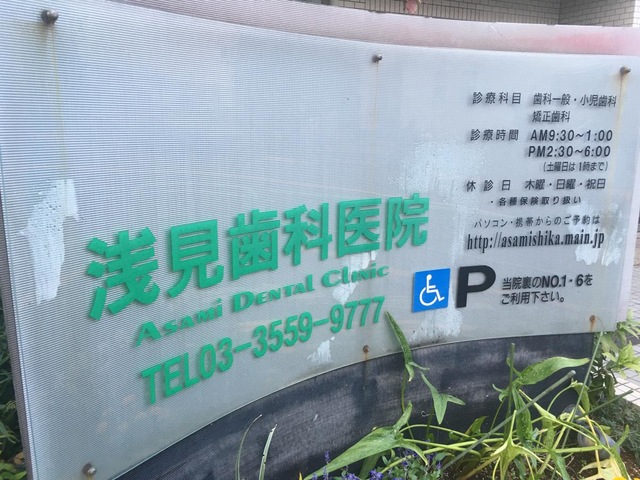 浅見歯科医院
Asami Dental Clinic
TEL03-3559-9777
診療科目 歯科一般・小児歯科
矯正歯科
診療時間 AM9:30~1:00
PM2:30~6:00
(土曜日は1時まで)
休診日 木曜・日曜・祝日
・各種保険取り扱い
パソコン・携帯からのご予約は
http://asamishika.main.jp
P 当院裏のNO.1・6を
ご利用下さい。